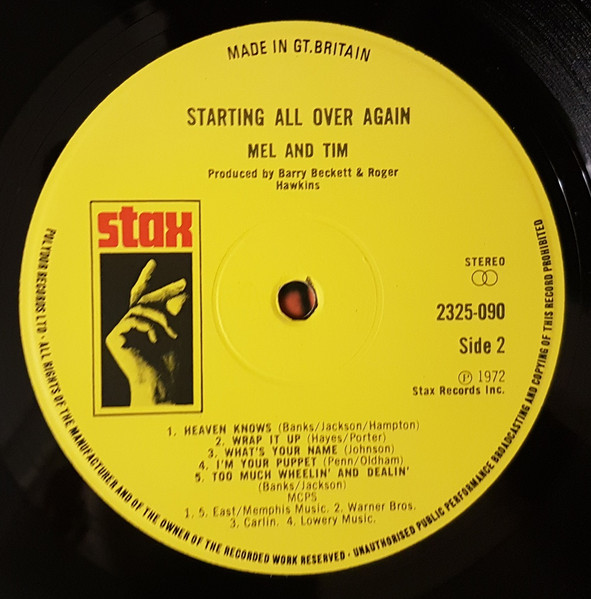 MADE IN GT.BRITAIN
STARTING ALL OVER AGAIN
MEL AND TIM
Produced by Barry Beckett & Roger
Hawkins
stax
STEREO
2325-090
Side 2
Ⓟ 1972
Stax Records Inc.
1. HEAVEN KNOWS (Banks/Jackson/Hampton)
2. WRAP IT UP (Hayes/Porter)
3. WHAT'S YOUR NAME (Johnson)
4. I'M YOUR PUPPET (Penn/Oldham)
5. TOO MUCH WHEELIN' AND DEALIN'
(Banks/Jackson)
MCPS
1. 5. East/Memphis Music. 2. Warner Bros.
3. Carlin. 4. Lowery Music.
POLYDOR RECORDS LTD · ALL RIGHTS OF THE MANUFACTURER AND OF THE OWNER OF THE RECORDED WORK RESERVED · UNAUTHORISED PUBLIC PERFORMANCE BROADCASTING AND COPYING OF THIS RECORD PROHIBITED